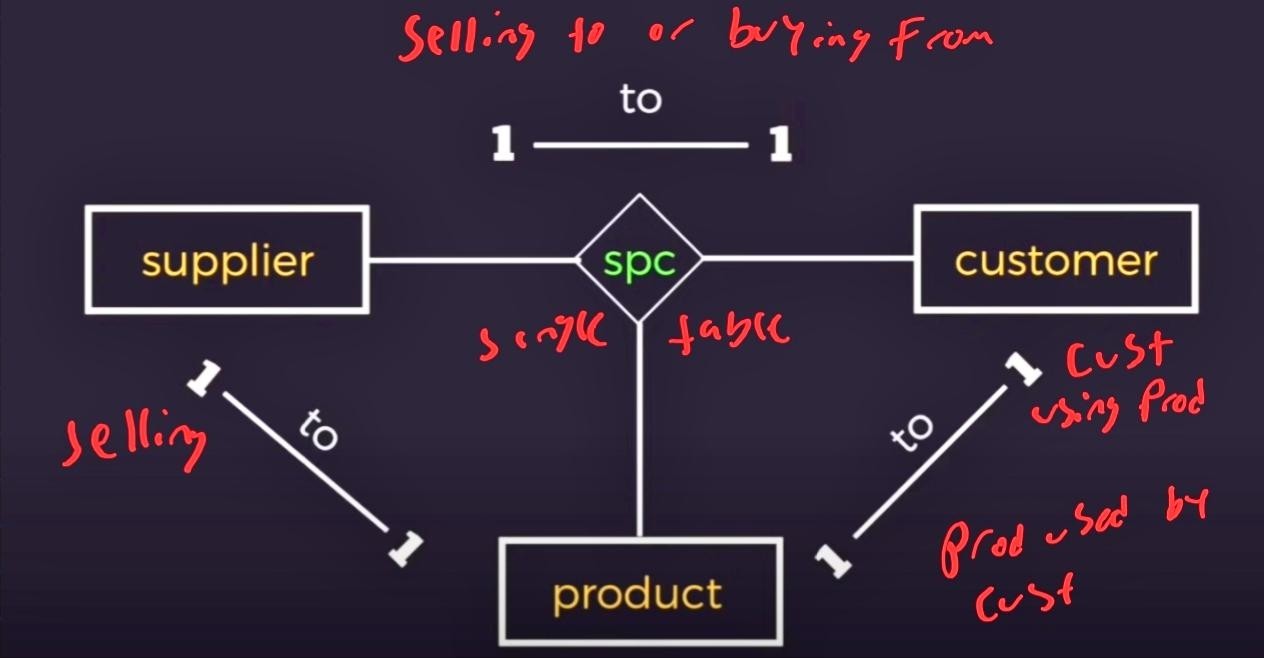 Selling to or buying from
to
1 1
supplier spc customer
single table
1 1 cust
to to using Prod
selling
1 1 Prod used by
cust
product